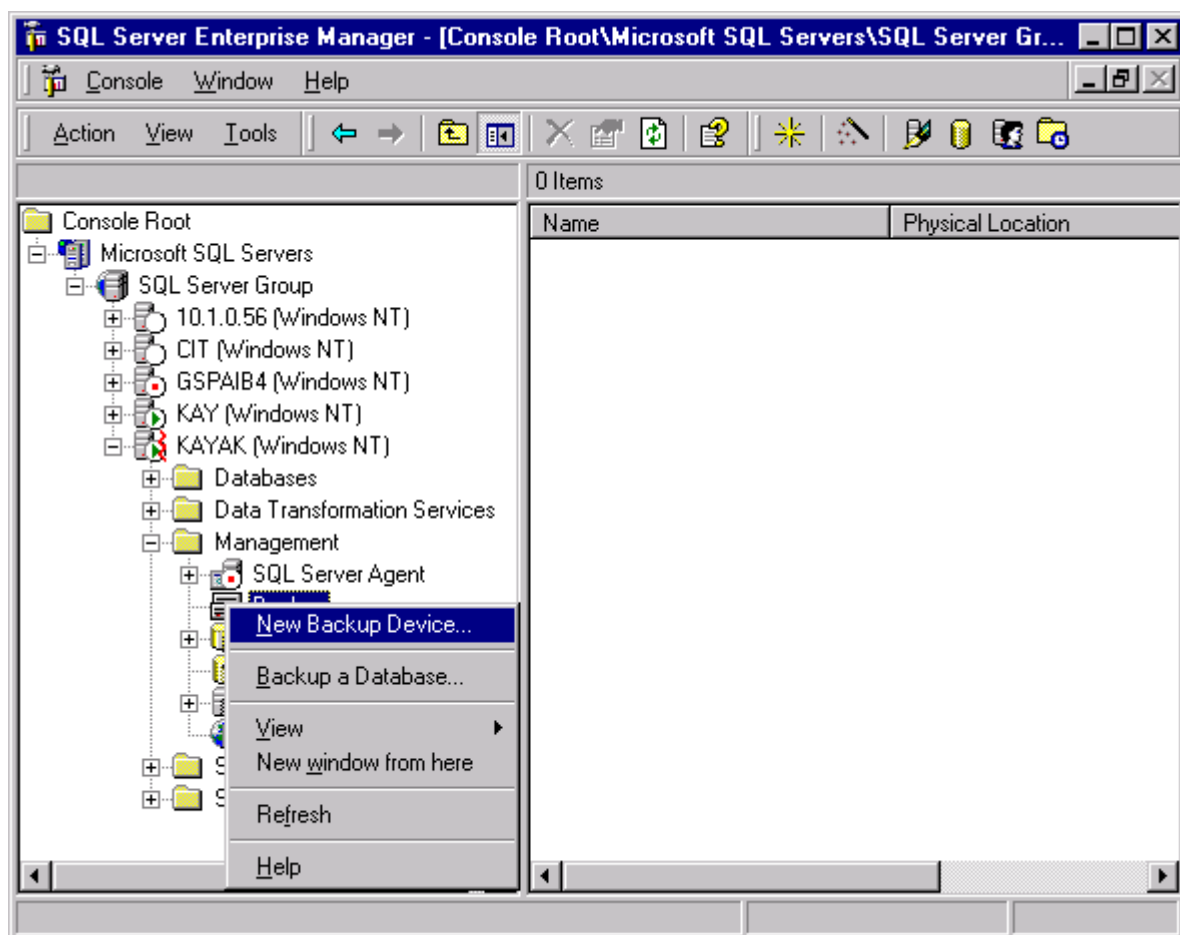 SQL Server Enterprise Manager - [Console Root\Microsoft SQL Servers\SQL Server Gr...
Console Window Help
Action View Tools
0 Items
Name Physical Location
Console Root
Microsoft SQL Servers
SQL Server Group
10.1.0.56 (Windows NT)
CIT (Windows NT)
GSPAIB4 (Windows NT)
KAY (Windows NT)
KAYAK (Windows NT)
Databases
Data Transformation Services
Management
SQL Server Agent
New Backup Device...
Backup a Database...
View
New window from here
Refresh
Help